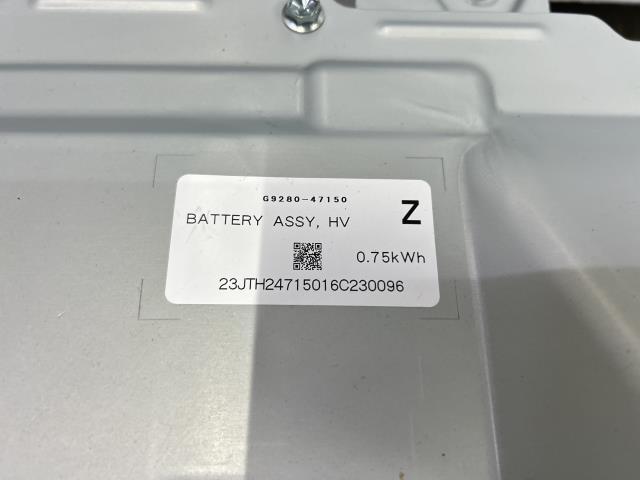 G9280-47150
BATTERY ASSY, HV
Z
0.75kWh
23JTH24715016C230096